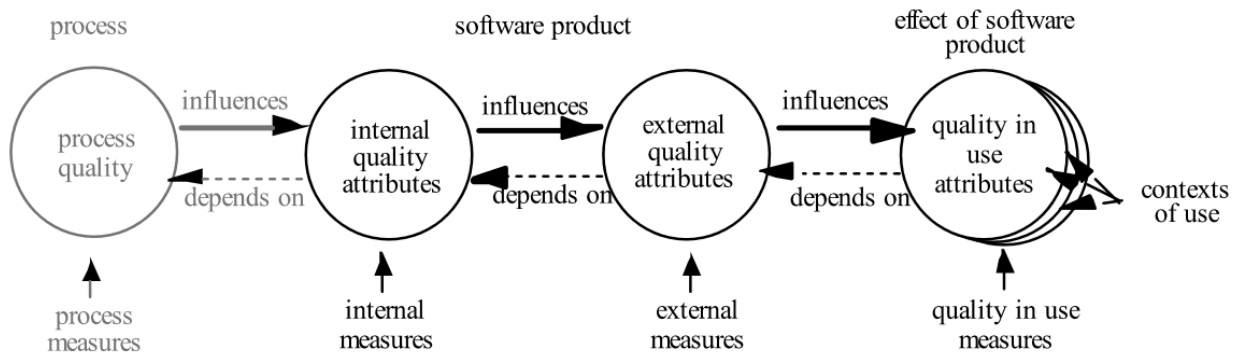 process
software product
effect of software
product
process
quality
influences
depends on
internal
quality
attributes
influences
depends on
external
quality
attributes
influences
depends on
quality in
use
attributes
contexts
of use
process
measures
internal
measures
external
measures
quality in use
measures